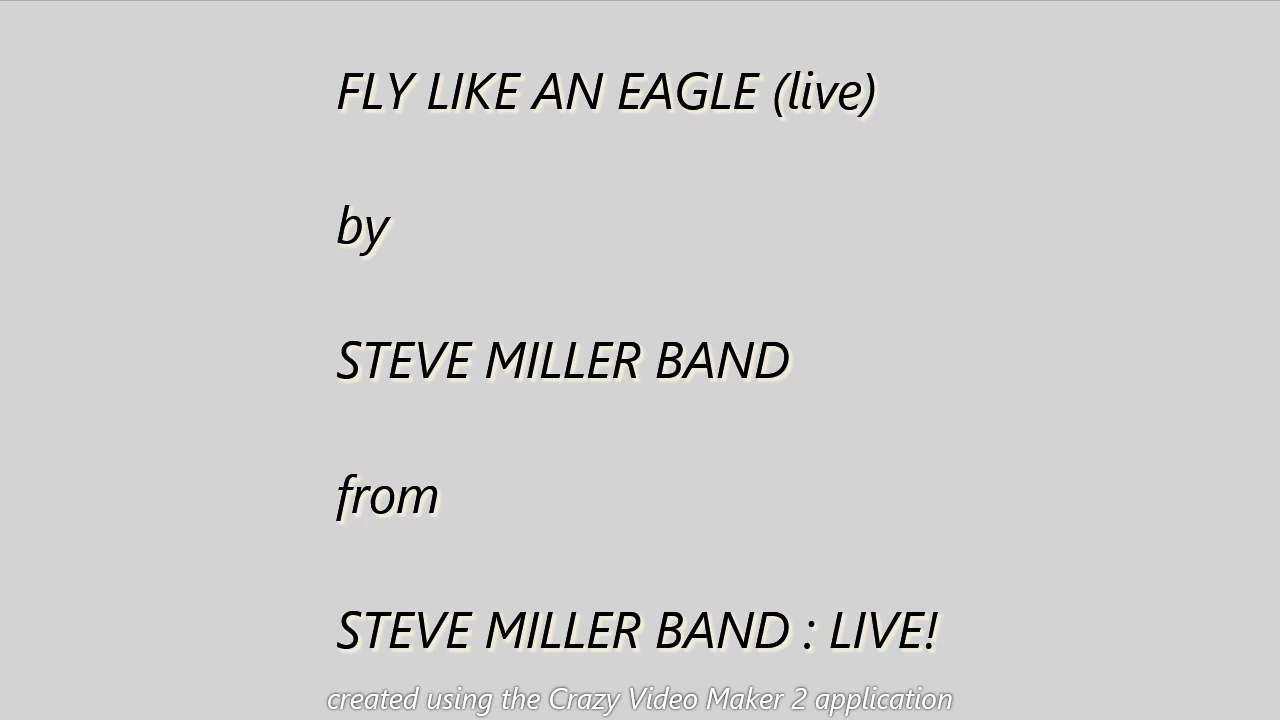 FLY LIKE AN EAGLE (live)
by
STEVE MILLER BAND
from
STEVE MILLER BAND : LIVE!
created using the Crazy Video Maker 2 application